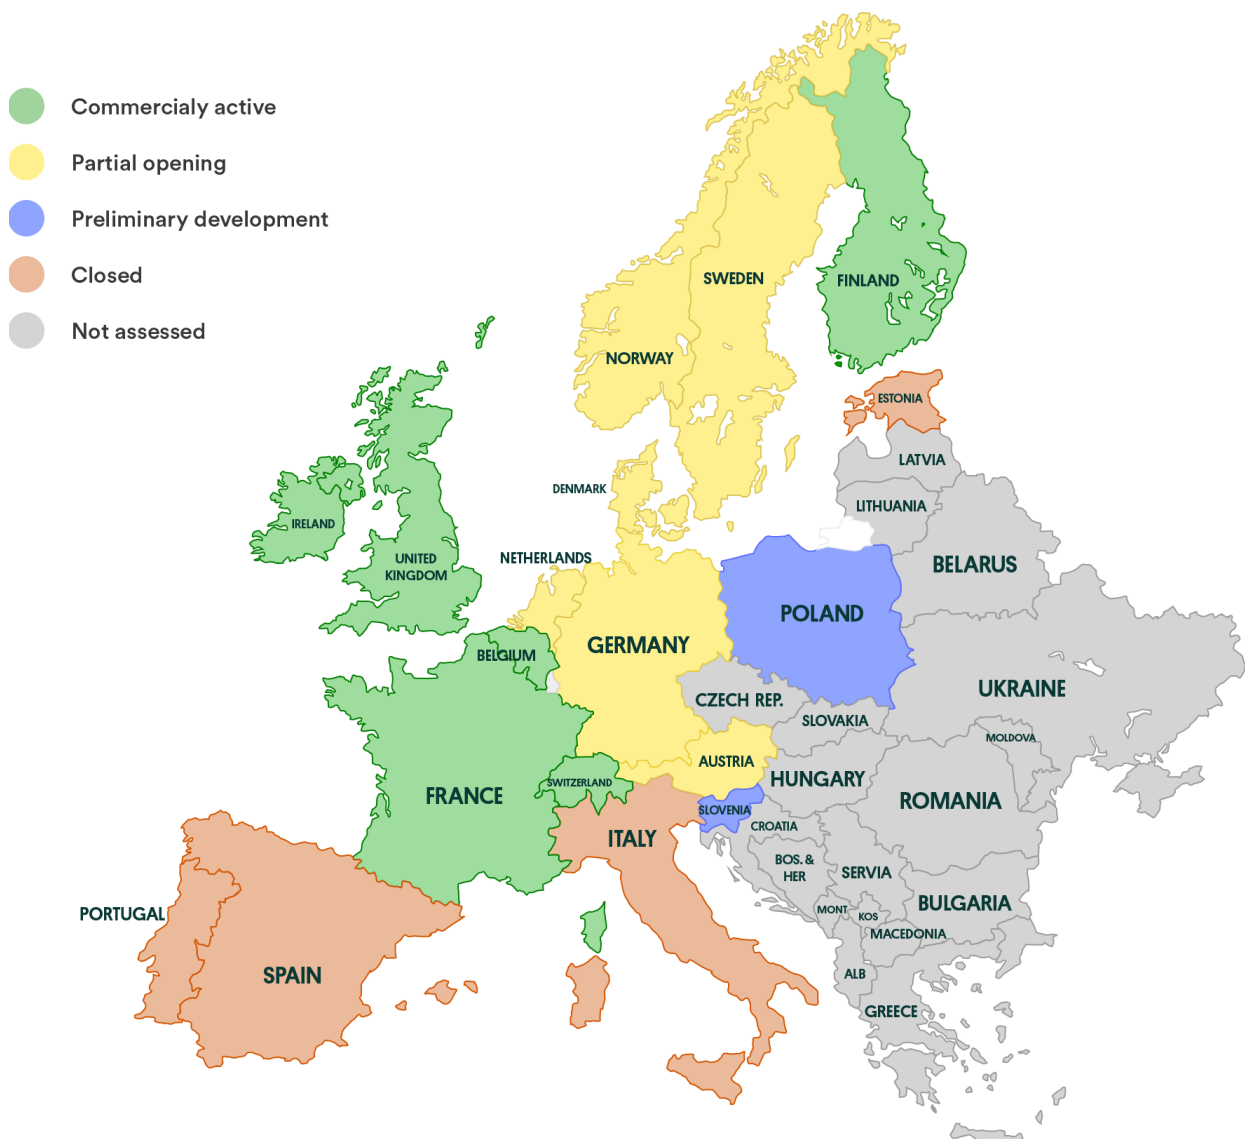 Commercialy active
Partial opening
Preliminary development
Closed
Not assessed
SWEDEN
FINLAND
NORWAY
ESTONIA
LATVIA
DENMARK
LITHUANIA
IRELAND
NETHERLANDS
UNITED
KINGDOM
BELARUS
POLAND
GERMANY
BELGIUM
UKRAINE
CZECH REP.
SLOVAKIA
MOLDOVA
AUSTRIA
HUNGARY
SWITZERLAND
FRANCE
ROMANIA
SLOVENIA
CROATIA
ITALY
BOS. &
HER
SERVIA
BULGARIA
MONT
KOS
PORTUGAL
MACEDONIA
SPAIN
ALB
GREECE